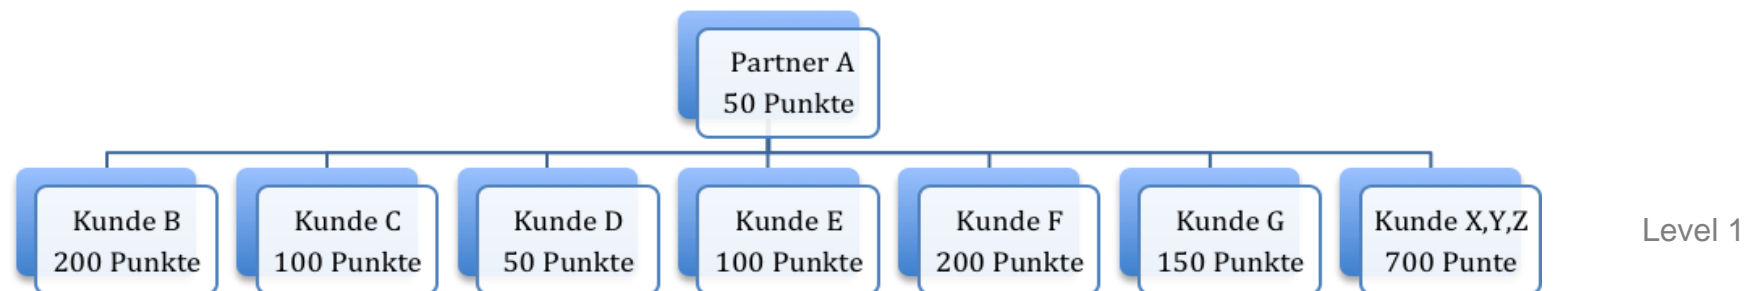 Partner A
50 Punkte
Kunde B
200 Punkte
Kunde C
100 Punkte
Kunde D
50 Punkte
Kunde E
100 Punkte
Kunde F
200 Punkte
Kunde G
150 Punkte
Kunde X,Y,Z
700 Punte
Level 1